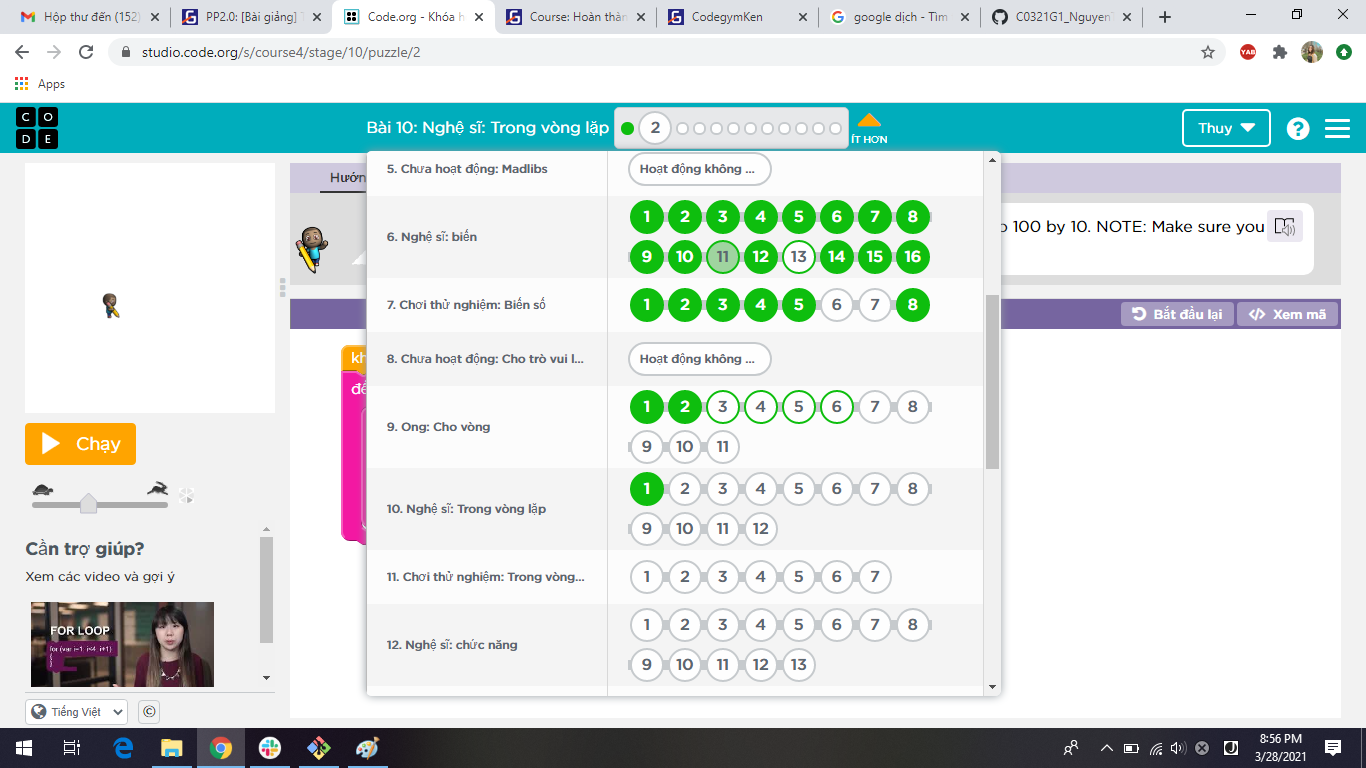 Hộp thư đến (152)
PP2.0: [Bài giảng]
Code.org - Khóa h
Course: Hoàn thàn
CodegymKen
google dịch - Tìm
C0321G1_Nguyen
studio.code.org/s/course4/stage/10/puzzle/2
Apps
C O D E
Bài 10: Nghệ sĩ: Trong vòng lặp
2
ÍT HƠN
Thuy
?
Hướn
5. Chưa hoạt động: Madlibs
Hoạt động không ...
6. Nghệ sĩ: biến
1 2 3 4 5 6 7 8
9 10 11 12 13 14 15 16
o 100 by 10. NOTE: Make sure you
7. Chơi thử nghiệm: Biến số
1 2 3 4 5 6 7 8
Bắt đầu lại
Xem mã
8. Chưa hoạt động: Cho trò vui l...
Hoạt động không ...
kh
đế
9. Ong: Cho vòng
1 2 3 4 5 6 7 8
9 10 11
Chạy
10. Nghệ sĩ: Trong vòng lặp
1 2 3 4 5 6 7 8
9 10 11 12
Cần trợ giúp?
Xem các video và gợi ý
11. Chơi thử nghiệm: Trong vòng...
1 2 3 4 5 6 7
FOR LOOP
for (var i=1 i<4 i+1)
12. Nghệ sĩ: chức năng
1 2 3 4 5 6 7 8
9 10 11 12 13
Tiếng Việt
©
8:56 PM
3/28/2021